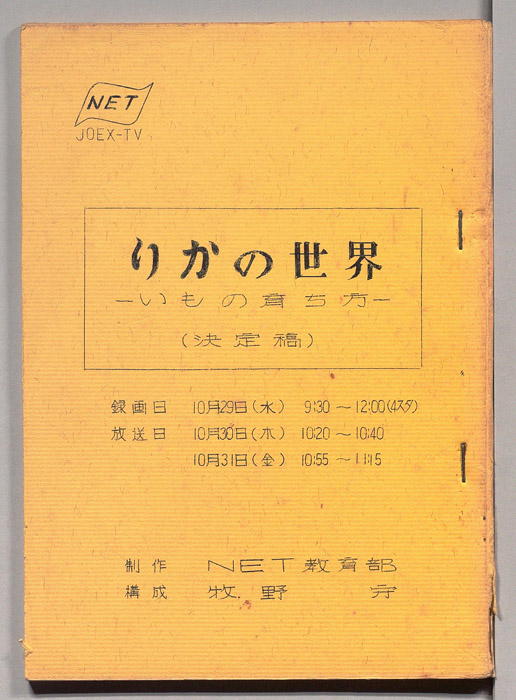 NET
JOEX-TV
りかの世界
-いもの育ち方-
(決定稿)
録画日 10月29日(水) 9:30〜12:00(4スタ)
放送日 10月30日(木) 10:20〜10:40
10月31日(金) 10:55〜11:15
制作 NET教育部
構成 牧野 守